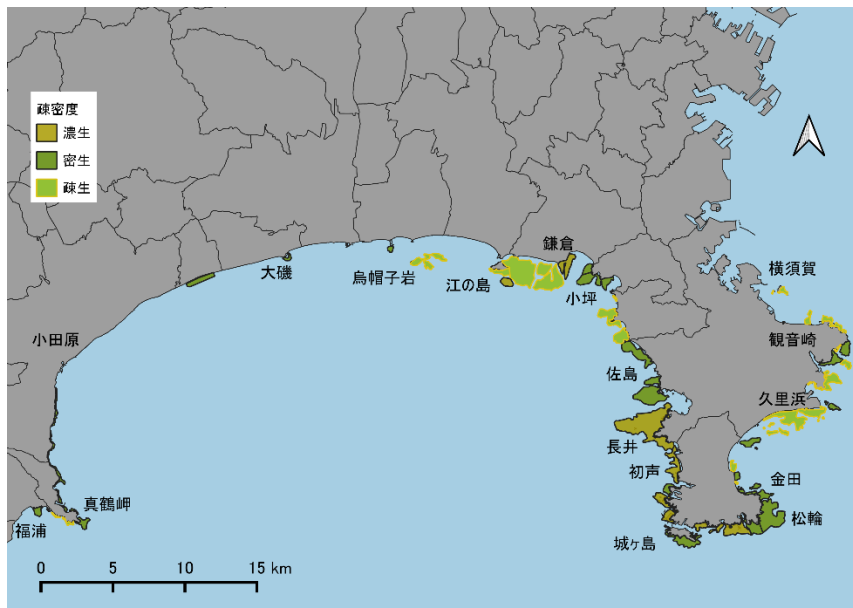 疎密度
濃生
密生
疎生
鎌倉
横須賀
大磯
烏帽子岩
江の島
小坪
小田原
観音崎
佐島
久里浜
長井
初声
金田
真鶴岬
福浦
松輪
城ヶ島
0 5 10 15 km